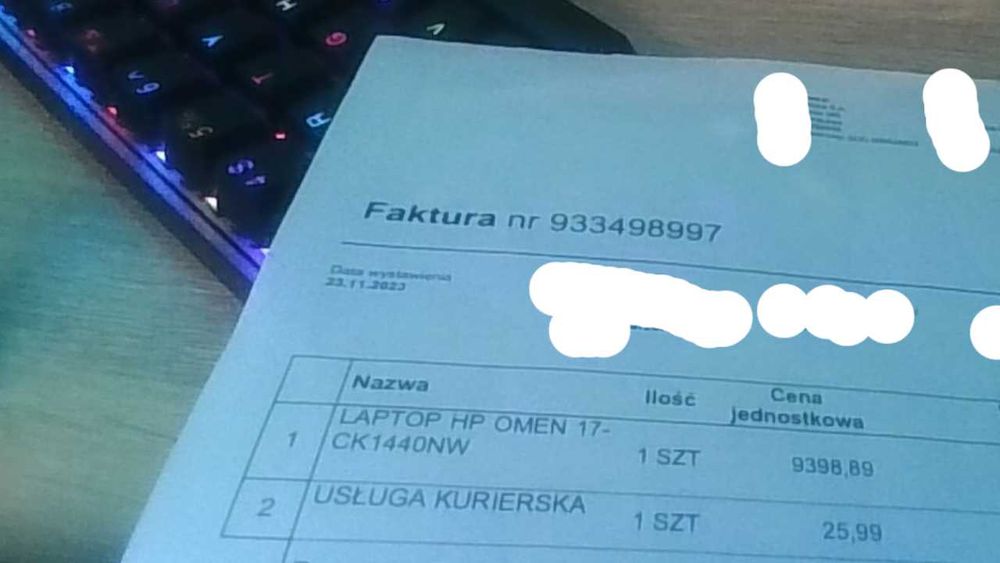 Faktura nr 933498997
Data wystawienia
23.11.2023
Nazwa
Ilość
Cena
jednostkowa
1
LAPTOP HP OMEN 17-
CK1440NW
1 SZT
9398,89
2
USŁUGA KURIERSKA
1 SZT
25,99